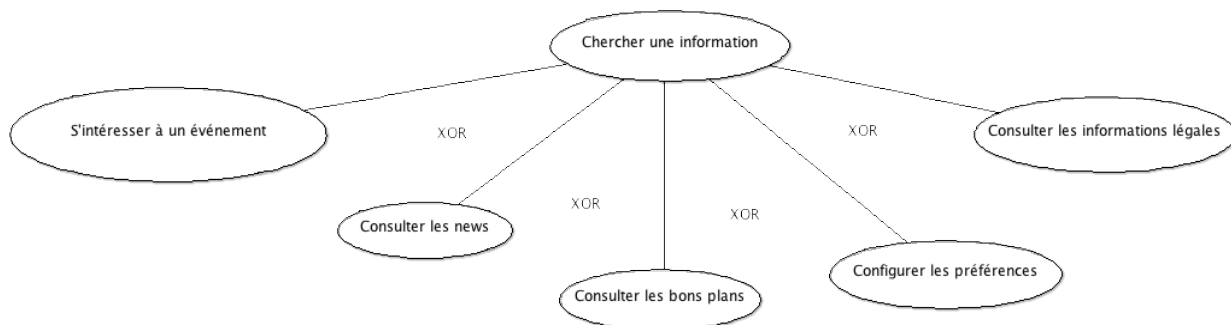 Chercher une information
S'intéresser à un événement
XOR
XOR
Consulter les informations légales
Consulter les news
XOR
XOR
Configurer les préférences
Consulter les bons plans